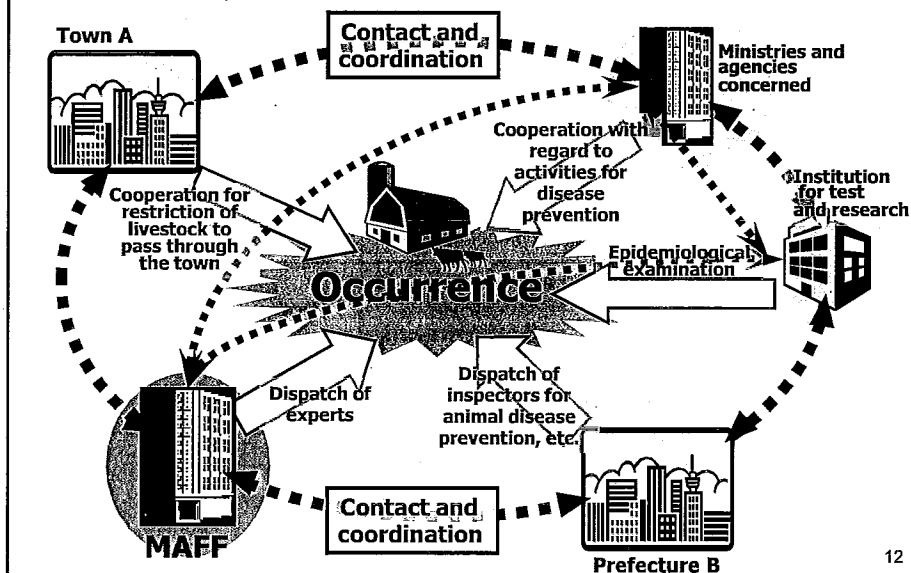 Town A
Contact and
coordination
Ministries and
agencies
concerned
Cooperation with
regard to
activities for
disease
prevention
Institution
for test
and research
Cooperation for
restriction of
livestock to
pass through
the town
Epidemiological
examination
Occurrence
Dispatch of
experts
Dispatch of
inspectors for
animal disease
prevention, etc.
Contact and
coordination
MAFF
Prefecture B
12